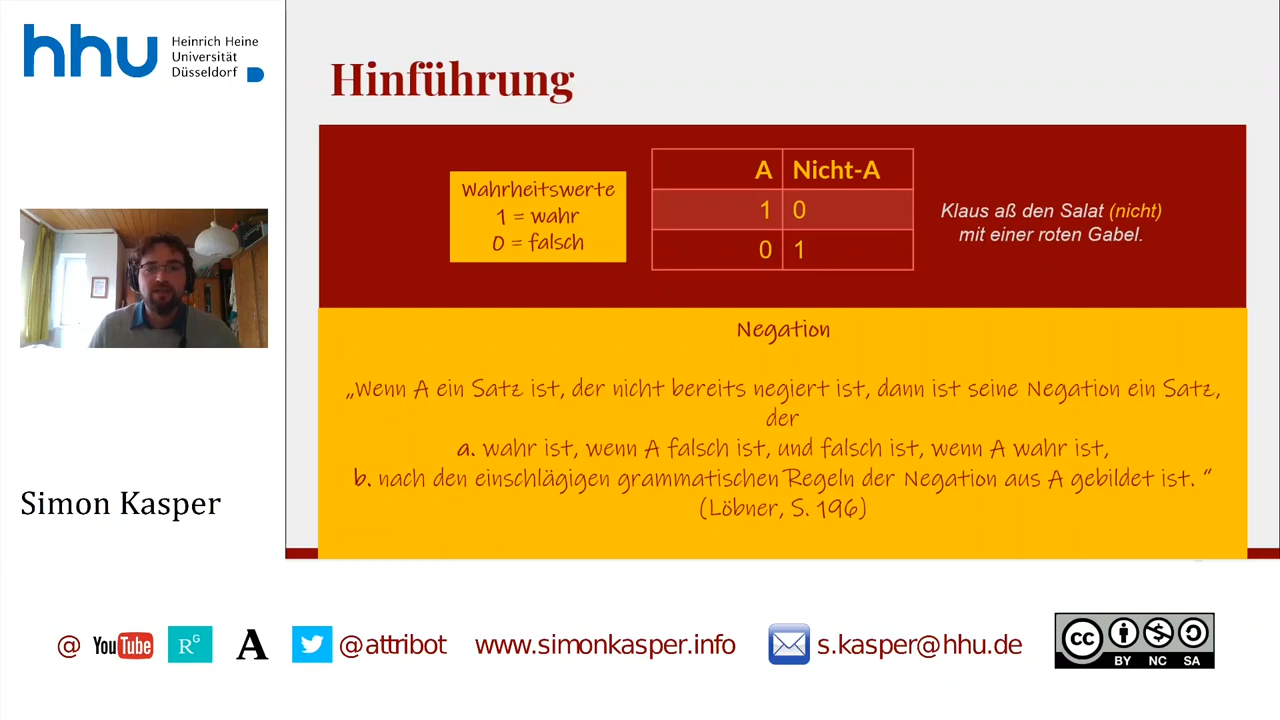 hhu
Heinrich Heine
Universität
Düsseldorf
Hinführung
Wahrheitswerte
1 = wahr
0 = falsch
A Nicht-A
1 0
0 1
Klaus aß den Salat (nicht)
mit einer roten Gabel.
Negation
„Wenn A ein Satz ist, der nicht bereits negiert ist, dann ist seine Negation ein Satz,
der
a. wahr ist, wenn A falsch ist, und falsch ist, wenn A wahr ist,
b. nach den einschlägigen grammatischen Regeln der Negation aus A gebildet ist. “
(Löbner, S. 196)
Simon Kasper
@ YouTube RG A @attribot www.simonkasper.info s.kasper@hhu.de
cc
BY NC SA